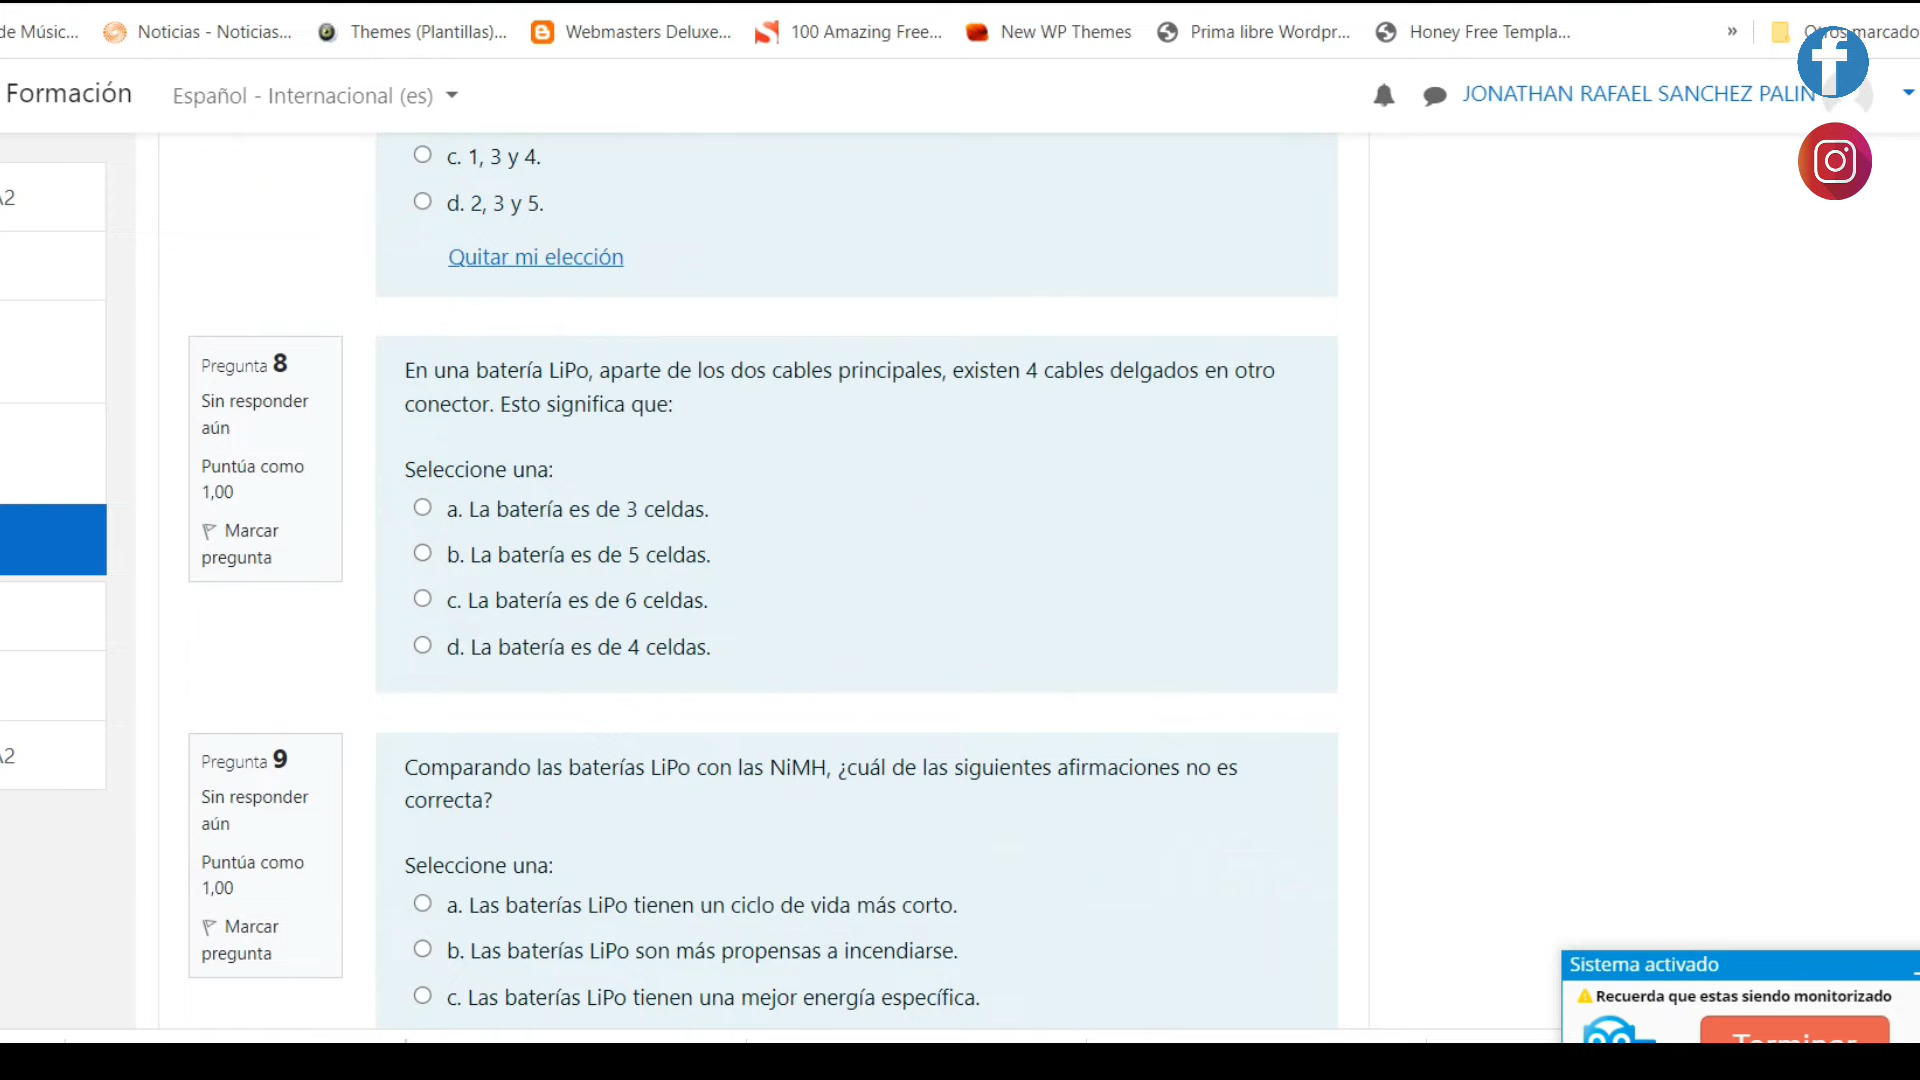 de Músic...
Noticias - Noticias...
Themes (Plantillas)...
Webmasters Deluxe...
100 Amazing Free...
New WP Themes
Prima libre Wordpr...
Honey Free Templa...
»
Otros marcado
Formación
Español - Internacional (es)
JONATHAN RAFAEL SANCHEZ PALIN
A2
c. 1, 3 y 4.
d. 2, 3 y 5.
Quitar mi elección
Pregunta 8
Sin responder
aún
Puntúa como
1,00
Marcar
pregunta
En una batería LiPo, aparte de los dos cables principales, existen 4 cables delgados en otro
conector. Esto significa que:
Seleccione una:
a. La batería es de 3 celdas.
b. La batería es de 5 celdas.
c. La batería es de 6 celdas.
d. La batería es de 4 celdas.
A2
Pregunta 9
Sin responder
aún
Puntúa como
1,00
Marcar
pregunta
Comparando las baterías LiPo con las NiMH, ¿cuál de las siguientes afirmaciones no es
correcta?
Seleccione una:
a. Las baterías LiPo tienen un ciclo de vida más corto.
b. Las baterías LiPo son más propensas a incendiarse.
c. Las baterías LiPo tienen una mejor energía específica.
Sistema activado
Recuerda que estas siendo monitorizado
Terminar